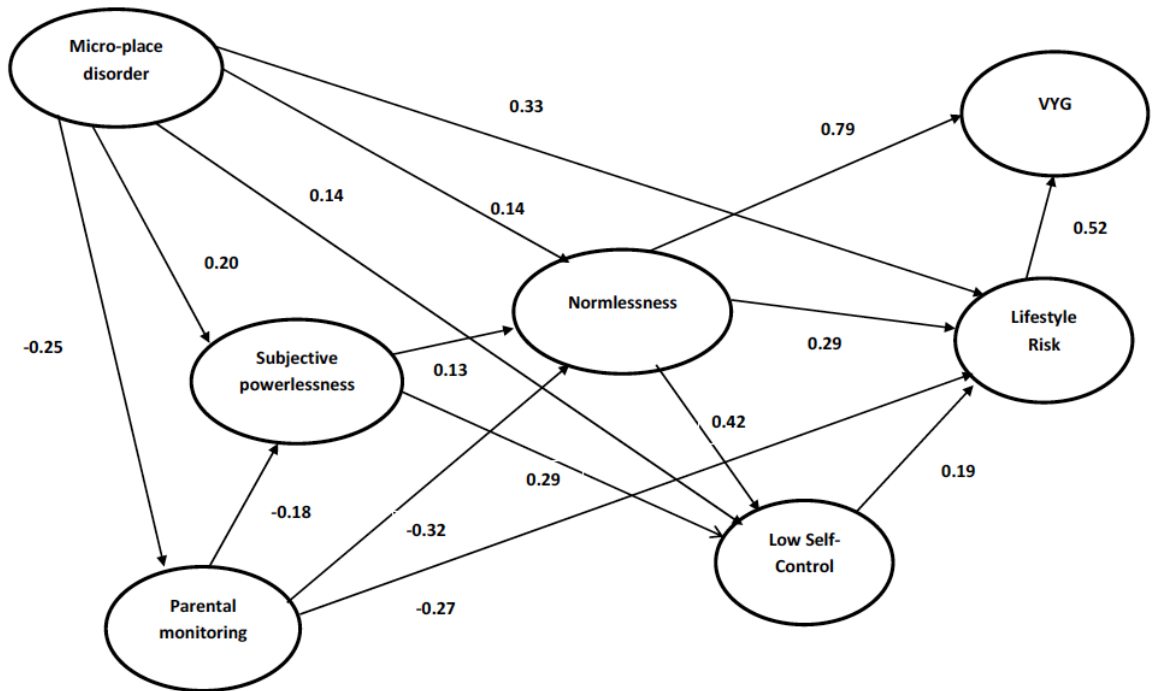 Micro-place
disorder
VYG
0.33
0.79
0.14
0.14
0.52
0.20
Normlessness
Lifestyle
Risk
-0.25
Subjective
powerlessness
0.13
0.29
0.42
0.29
0.19
-0.18
-0.32
Low Self-
Control
Parental
monitoring
-0.27